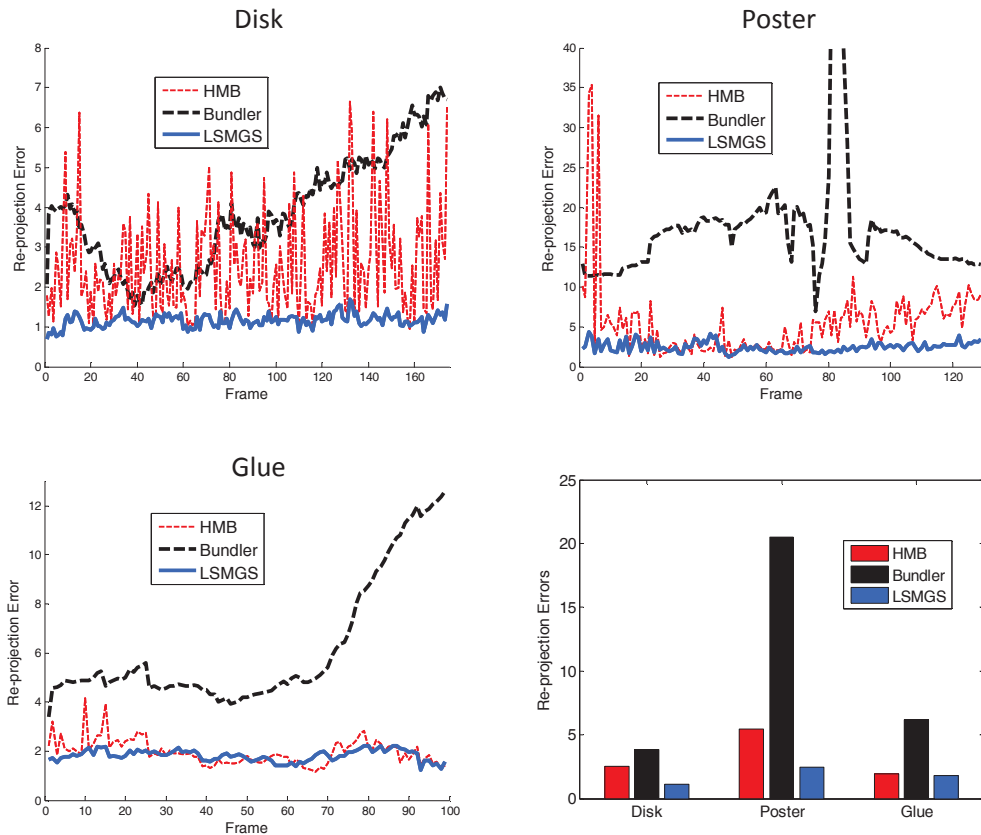 Disk
8
7
6
5
4
3
2
1
0
0
20
40
60
80
100
120
140
160
Re-projection Error
Frame
HMB
Bundler
LSMGS
Poster
40
35
30
25
20
15
10
5
0
0
20
40
60
80
100
120
Re-projection Error
Frame
HMB
Bundler
LSMGS
Glue
12
10
8
6
4
2
0
0
10
20
30
40
50
60
70
80
90
100
Re-projection Error
Frame
HMB
Bundler
LSMGS
25
20
15
10
5
0
Re-projection Errors
Disk
Poster
Glue
HMB
Bundler
LSMGS